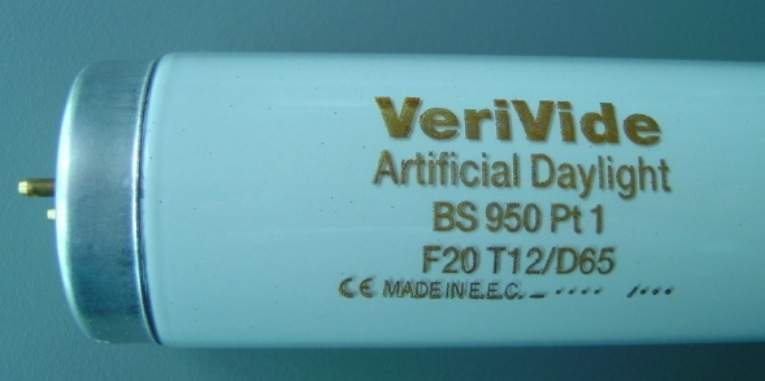 VeriVide
Artificial Daylight
BS 950 Pt 1
F20 T12/D65
CE MADE IN E.E.C.